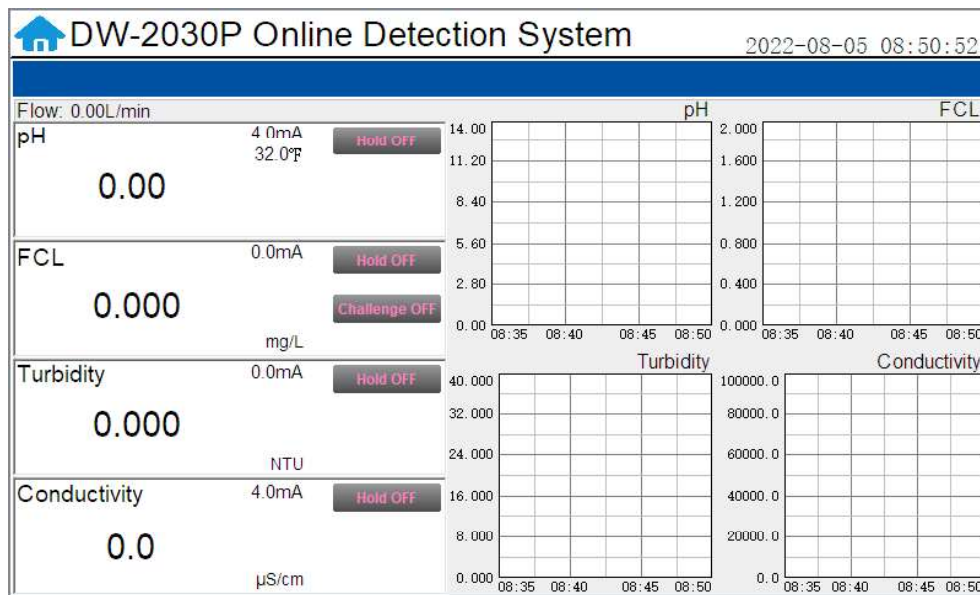 DW-2030P Online Detection System
2022-08-05 08:50:52
Flow: 0.00L/min
pH
4.0mA
32.0℉
Hold OFF
0.00
FCL
0.0mA
Hold OFF
0.000
Challenge OFF
mg/L
Turbidity
0.0mA
Hold OFF
0.000
NTU
Conductivity
4.0mA
Hold OFF
0.0
µS/cm
pH
14.00
11.20
8.40
5.60
2.80
0.00
08:35 08:40 08:45 08:50
FCL
2.000
1.600
1.200
0.800
0.400
0.000
08:35 08:40 08:45 08:50
Turbidity
40.000
32.000
24.000
16.000
8.000
0.000
08:35 08:40 08:45 08:50
Conductivity
100000.0
80000.0
60000.0
40000.0
20000.0
0.0
08:35 08:40 08:45 08:50